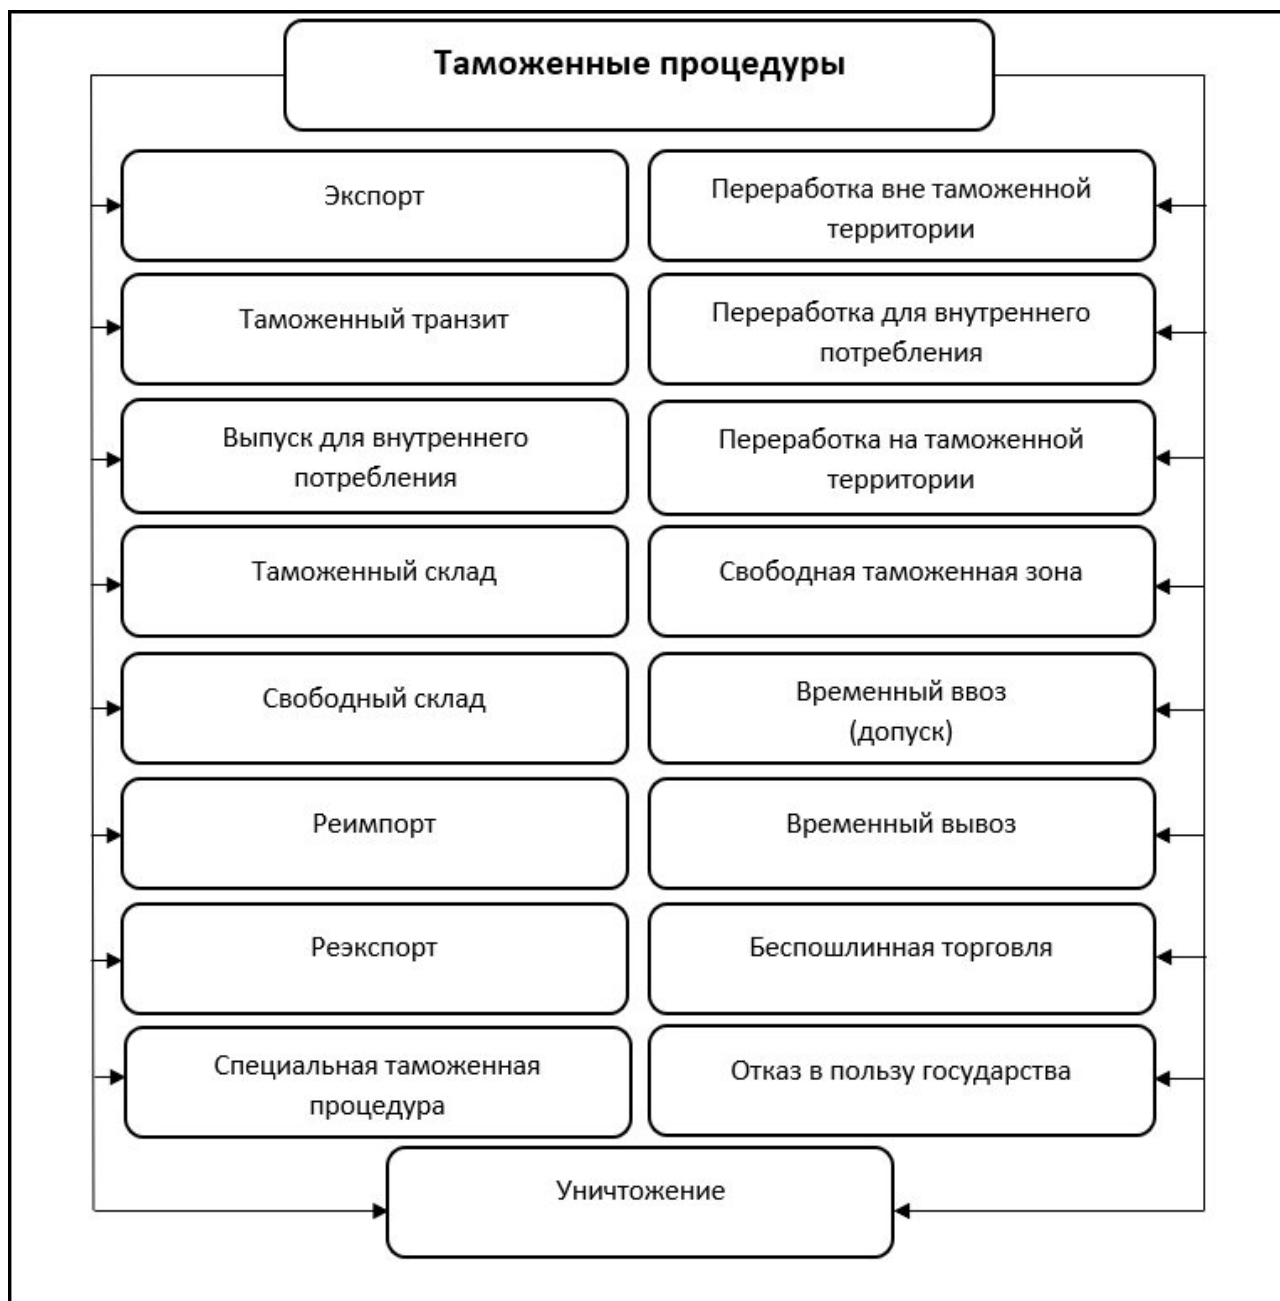 Таможенные процедуры
Экспорт
Переработка вне таможенной
территории
Таможенный транзит
Переработка для внутреннего
потребления
Выпуск для внутреннего
потребления
Переработка на таможенной
территории
Таможенный склад
Свободная таможенная зона
Свободный склад
Временный ввоз
(допуск)
Реимпорт
Временный вывоз
Реэкспорт
Беспошлинная торговля
Специальная таможенная
процедура
Отказ в пользу государства
Уничтожение